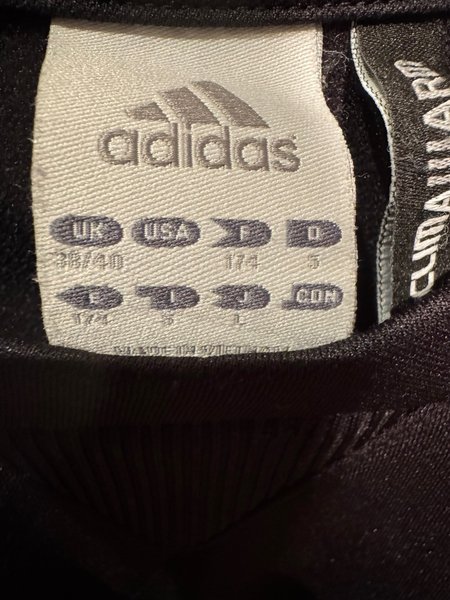 adidas
UK USA F D
38/40 174 5
E I J CDN
174 5 L
CLIMAWARM